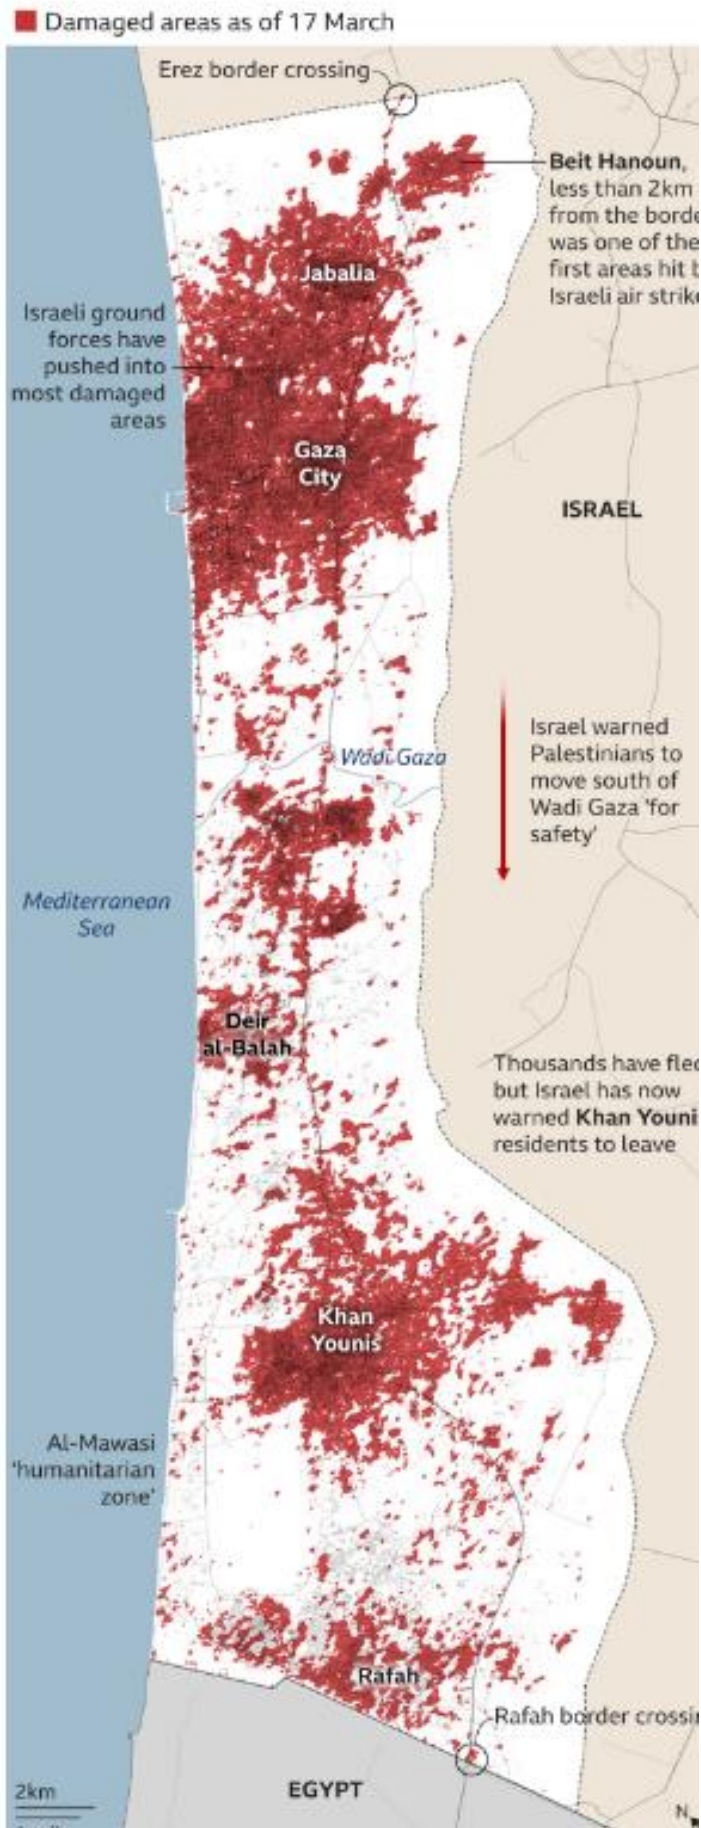 Damaged areas as of 17 March
Erez border crossing
Beit Hanoun,
less than 2km
from the borde
was one of the
first areas hit b
Israeli air strike
Jabalia
Israeli ground
forces have
pushed into
most damaged
areas
Gaza
City
ISRAEL
Israel warned
Palestinians to
move south of
Wadi Gaza 'for
safety'
Wadi Gaza
Mediterranean
Sea
Deir
al-Balah
Thousands have fled
but Israel has now
warned Khan Youni
residents to leave
Khan
Younis
Al-Mawasi
'humanitarian
zone'
Rafah
Rafah border crossin
EGYPT
2km
N